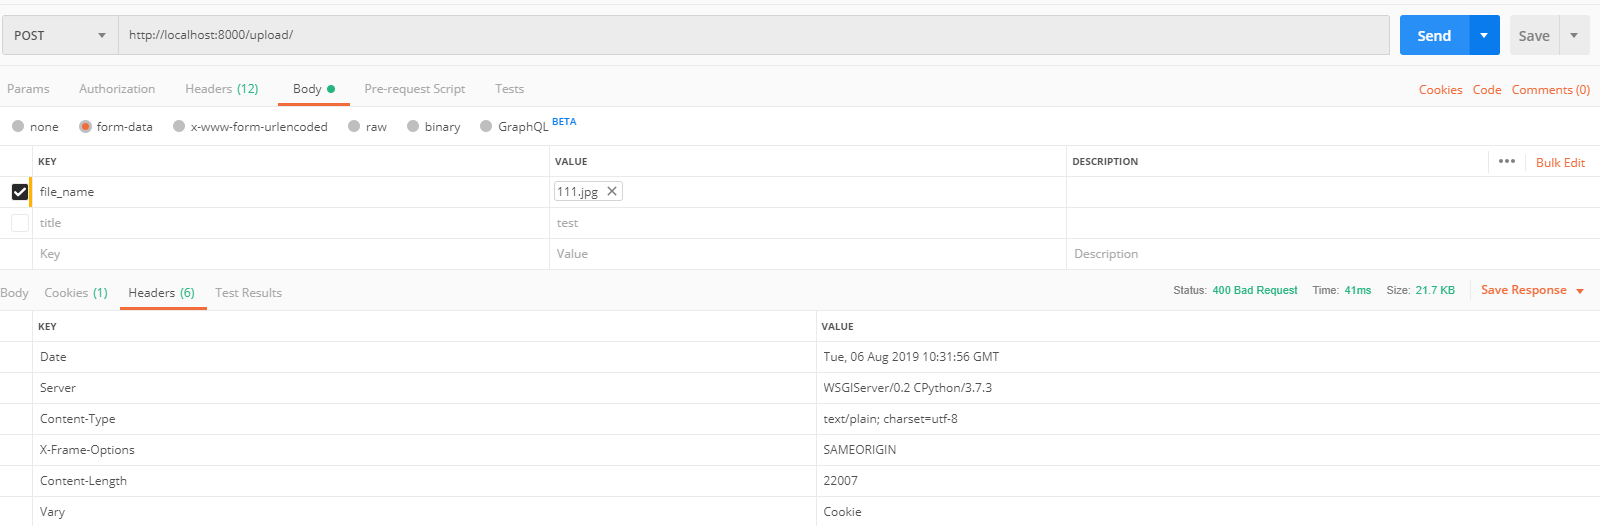 POST http://localhost:8000/upload/ Send Save
Params Authorization Headers (12) Body Pre-request Script Tests Cookies Code Comments (0)
none form-data x-www-form-urlencoded raw binary GraphQL BETA
KEY VALUE DESCRIPTION ••• Bulk Edit
file_name 111.jpg
title test
Key Value Description
Body Cookies (1) Headers (6) Test Results Status: 400 Bad Request Time: 41ms Size: 21.7 KB Save Response
KEY VALUE
Date Tue, 06 Aug 2019 10:31:56 GMT
Server WSGIServer/0.2 CPython/3.7.3
Content-Type text/plain; charset=utf-8
X-Frame-Options SAMEORIGIN
Content-Length 22007
Vary Cookie